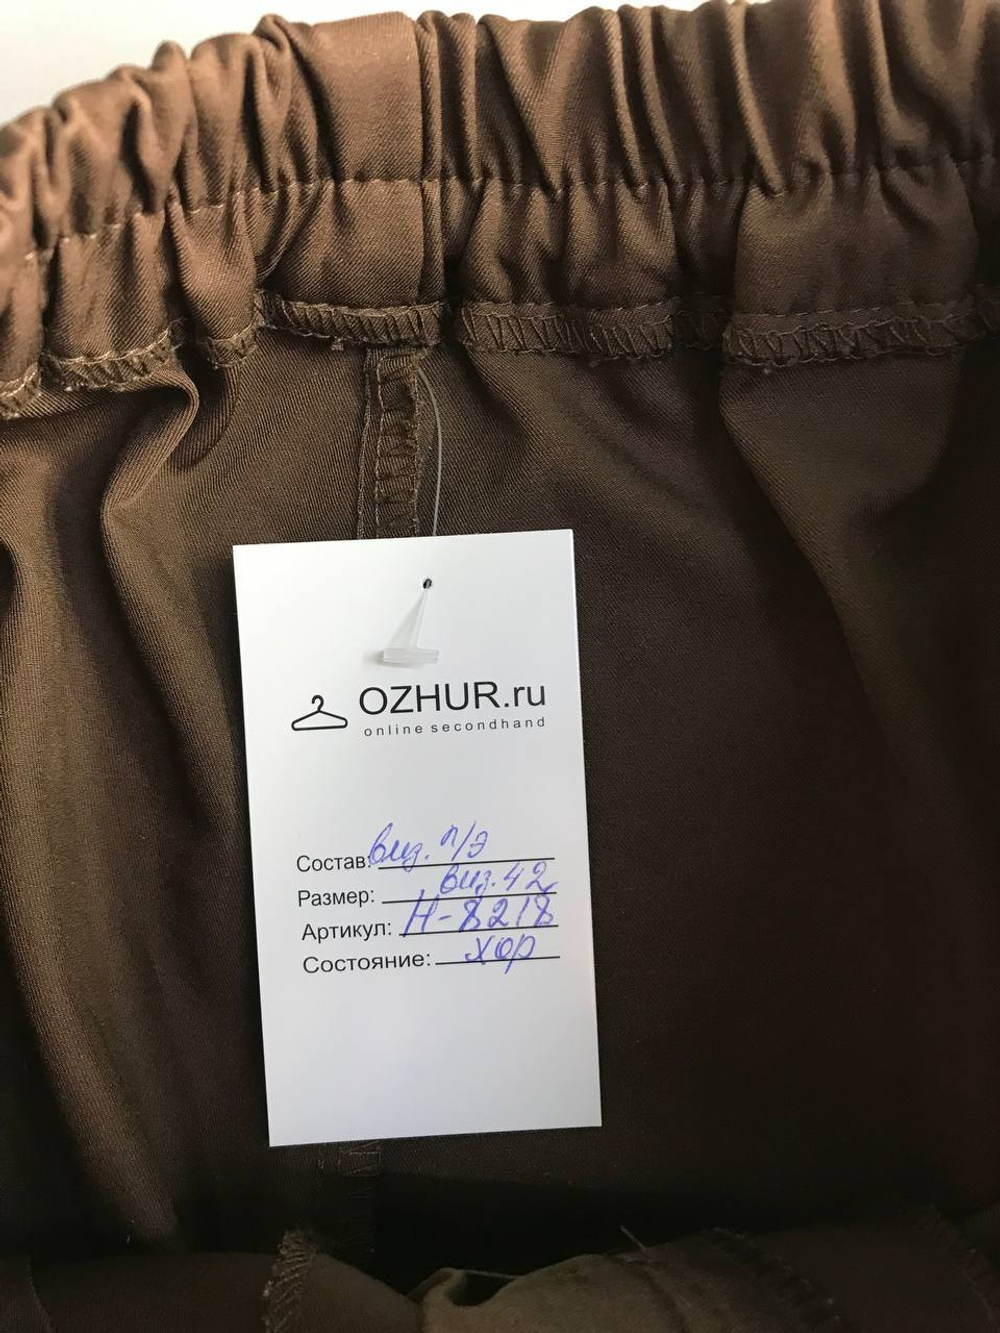 OZHUR.ru
online secondhand
Состав: виз. п/э
Размер: виз. 42
Артикул: Н-8218
Состояние: хор